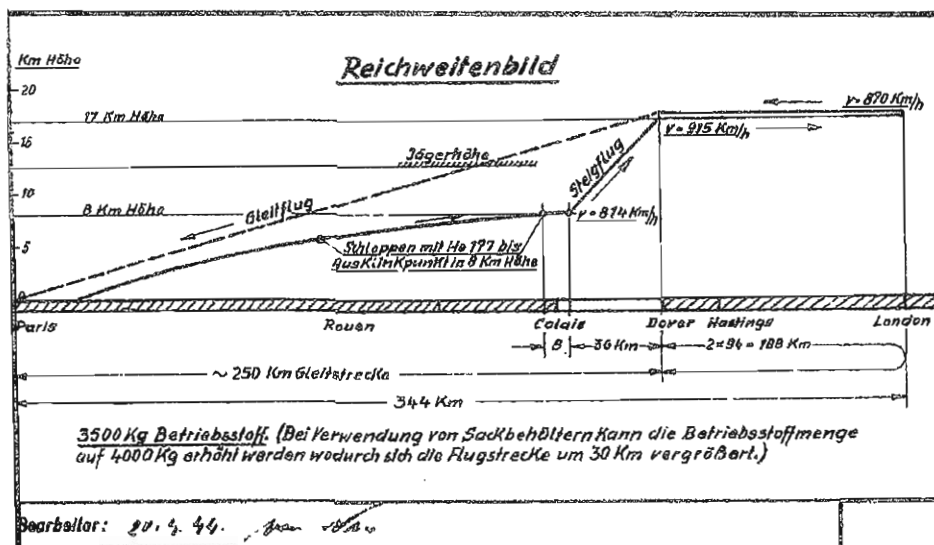 Km Höhe
Reichweitenbild
20
v= 870 Km/h
17 Km Höhe
v= 915 Km/h
15
Jägerhöhe
Steigflug
10
8 Km Höhe
Gleitflug
v= 814 Km/h
5
Schleppen mit He 177 bis
Ausklinkpunkt in 8 Km Höhe
0
Paris Rouen Calais Dover Hastings London
8 36 Km 2×94=188 Km
~ 250 Km Gleitstrecke
344 Km
3500 Kg Betriebsstoff. (Bei Verwendung von Sackbehältern kann die Betriebsstoffmenge
auf 4000 Kg erhöht werden wodurch sich die Flugstrecke um 30 Km vergrößert.)
Bearbeiter: